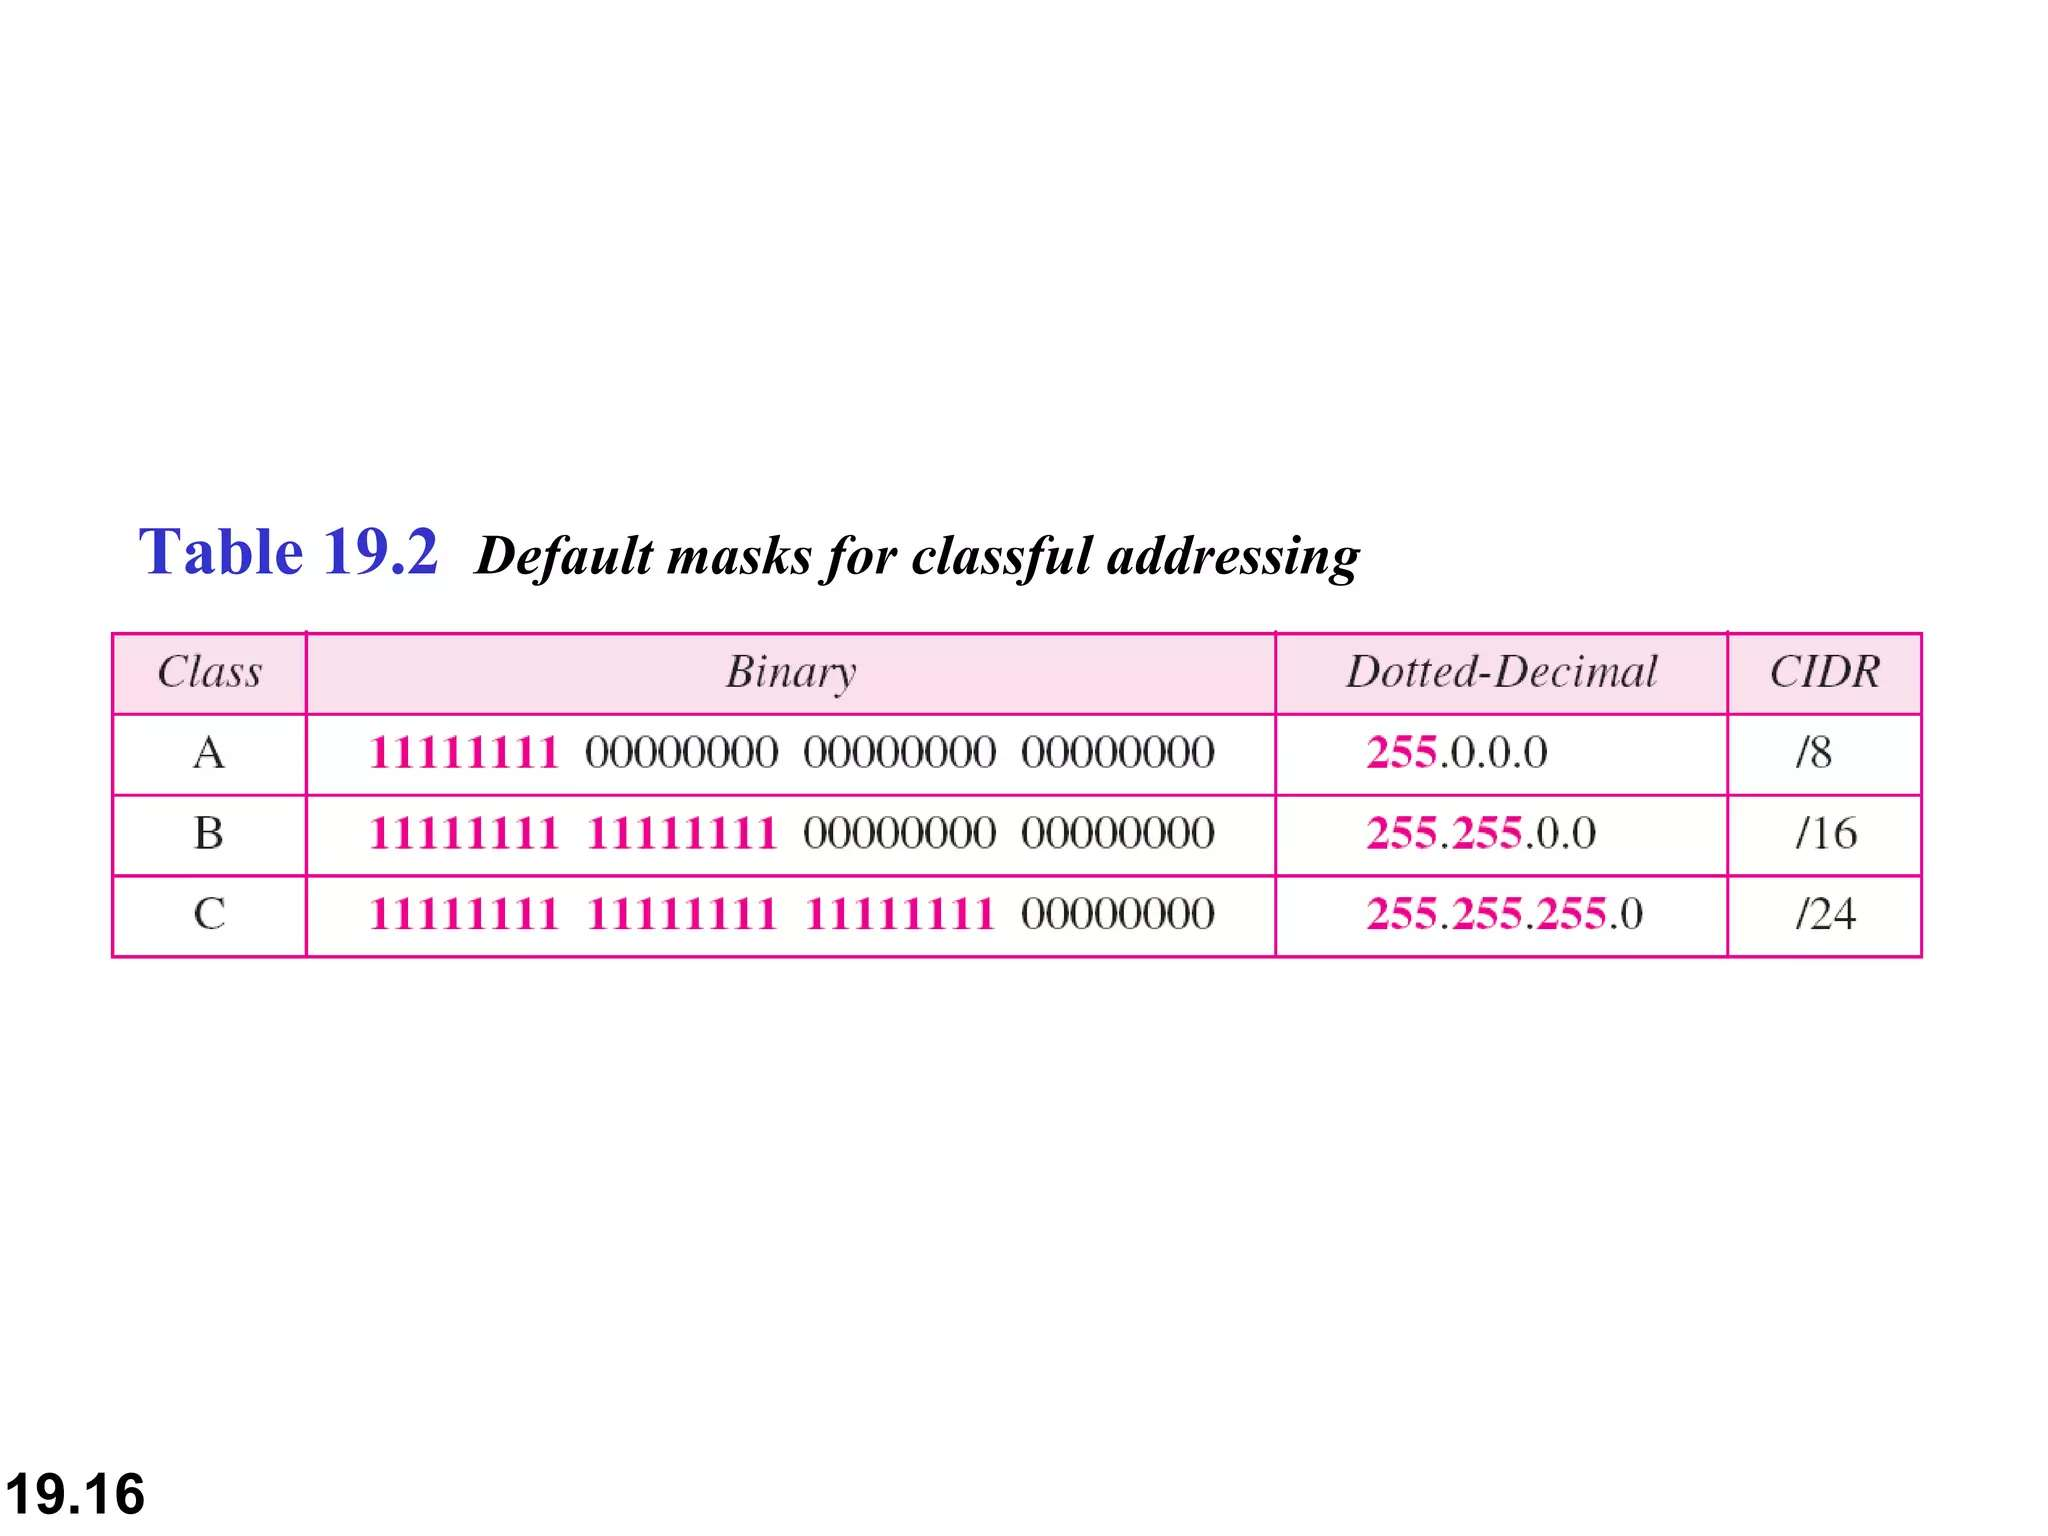 Table 19.2 Default masks for classful addressing
Class Binary Dotted-Decimal CIDR
A 11111111 00000000 00000000 00000000 255.0.0.0 /8
B 11111111 11111111 00000000 00000000 255.255.0.0 /16
C 11111111 11111111 11111111 00000000 255.255.255.0 /24
19.16